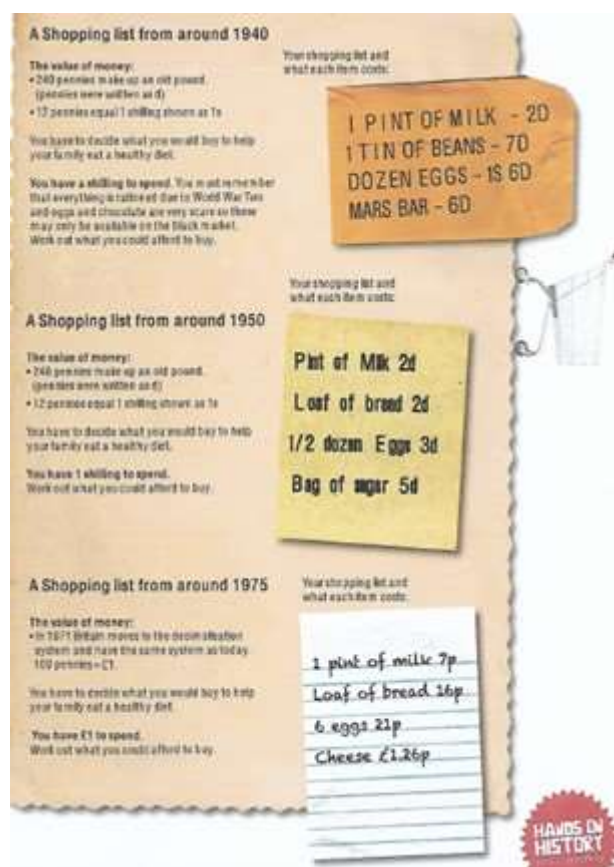 A Shopping list from around 1940
Your shopping list and
what each item costs:
The value of money:
• 240 pennies make up an old pound.
(pennies were written as d)
• 12 pennies equal 1 shilling shown as 1s
You have to decide what you would buy to help
your family eat a healthy diet.
You have a shilling to spend. You must remember
that everything is rationed due to World War Two
and eggs and chocolate are very scarce so these
may only be available on the black market.
Work out what you could afford to buy.
1 PINT OF MILK - 2D
1 TIN OF BEANS - 7D
DOZEN EGGS - 1S 6D
MARS BAR - 6D
Your shopping list and
what each item costs:
A Shopping list from around 1950
The value of money:
• 240 pennies make up an old pound
(pennies were written as d)
• 12 pennies equal 1 shilling shown as 1s
You have to decide what you would buy to help
your family eat a healthy diet.
You have 1 shilling to spend.
Work out what you could afford to buy.
Pint of Milk 2d
Loaf of bread 2d
1/2 dozen Eggs 3d
Bag of sugar 5d
A Shopping list from around 1975
Your shopping list and
what each item costs:
The value of money:
• In 1971 Britain moves to the decimalisation
system and have the same system as today.
100 pennies = £1.
You have to decide what you would buy to help
your family eat a healthy diet.
You have £1 to spend.
Work out what you could afford to buy.
1 pint of milk 7p
Loaf of bread 16p
6 eggs 21p
Cheese £1.26p
HANDS ON
HISTORY